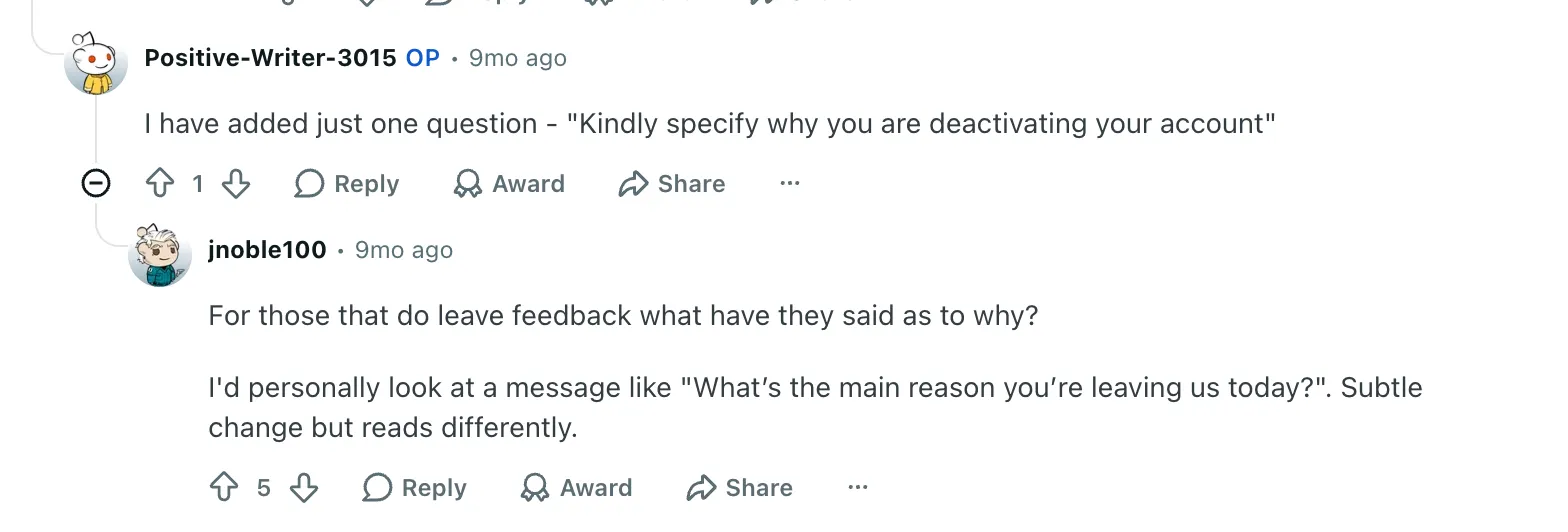 Positive-Writer-3015 OP • 9mo ago
I have added just one question - "Kindly specify why you are deactivating your account"
1 Reply Award Share ...
jnoble100 • 9mo ago
For those that do leave feedback what have they said as to why?
I'd personally look at a message like "What’s the main reason you’re leaving us today?". Subtle
change but reads differently.
5 Reply Award Share ...